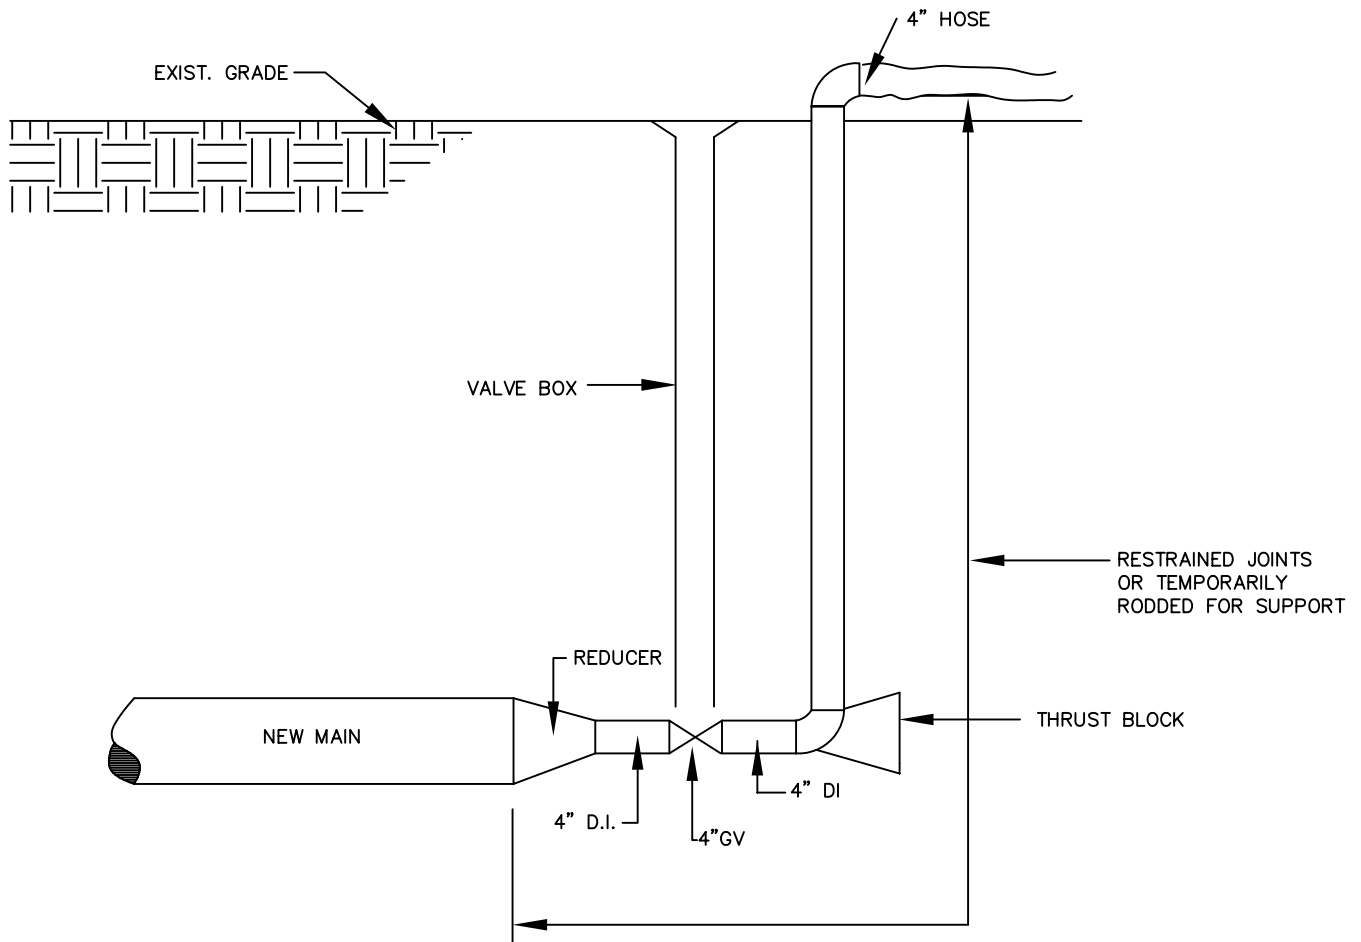 4” HOSE
EXIST. GRADE
VALVE BOX
RESTRAINED JOINTS
OR TEMPORARILY
RODDED FOR SUPPORT
REDUCER
NEW MAIN
THRUST BLOCK
4” D.I.
4”GV
4” DI